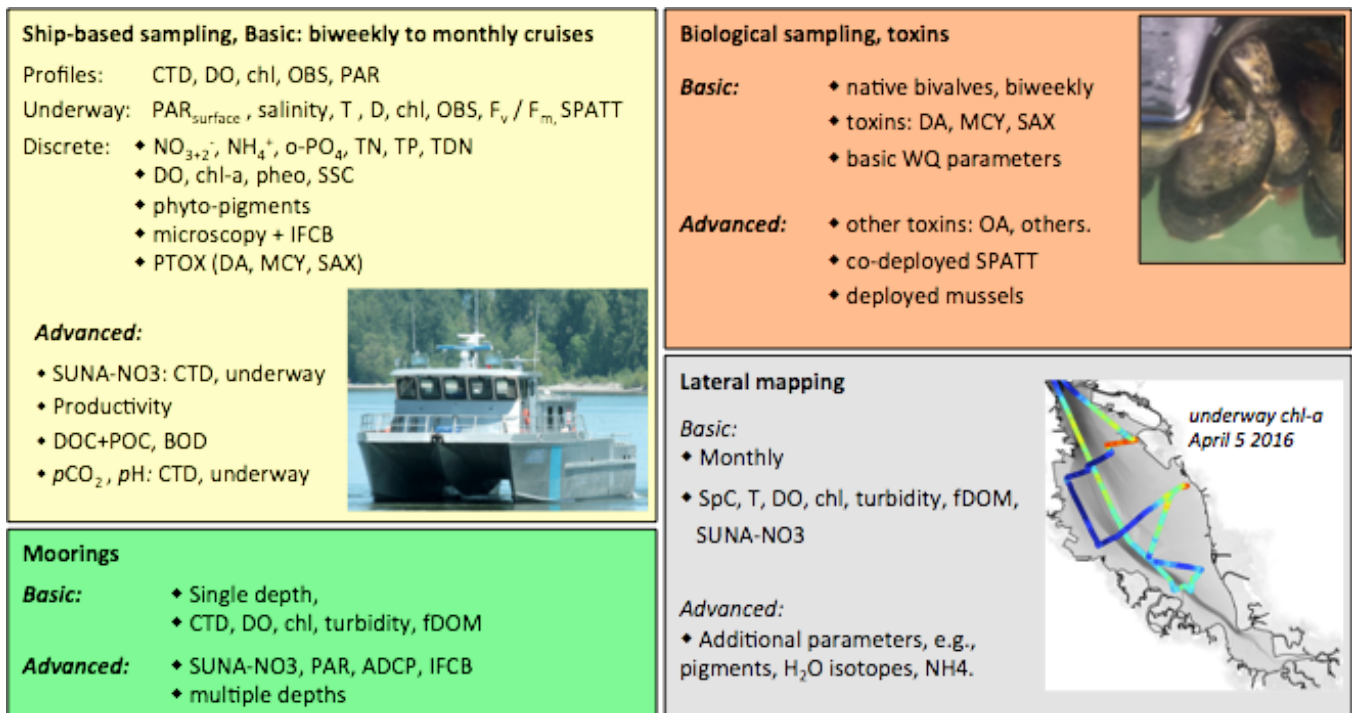 Ship-based sampling, Basic: biweekly to monthly cruises
Profiles: CTD, DO, chl, OBS, PAR
Underway: PARsurface , salinity, T , D, chl, OBS, Fv / Fm, SPATT
Discrete: ◆ NO3+2-, NH4+, o-PO4, TN, TP, TDN
◆ DO, chl-a, pheo, SSC
◆ phyto-pigments
◆ microscopy + IFCB
◆ PTOX (DA, MCY, SAX)
Advanced:
◆ SUNA-NO3: CTD, underway
◆ Productivity
◆ DOC+POC, BOD
◆ pCO2 , pH: CTD, underway
Moorings
Basic: ◆ Single depth,
◆ CTD, DO, chl, turbidity, fDOM
Advanced: ◆ SUNA-NO3, PAR, ADCP, IFCB
◆ multiple depths
Biological sampling, toxins
Basic: ◆ native bivalves, biweekly
◆ toxins: DA, MCY, SAX
◆ basic WQ parameters
Advanced: ◆ other toxins: OA, others.
◆ co-deployed SPATT
◆ deployed mussels
Lateral mapping
Basic:
◆ Monthly
◆ SpC, T, DO, chl, turbidity, fDOM,
SUNA-NO3
Advanced:
◆ Additional parameters, e.g.,
pigments, H2O isotopes, NH4.
underway chl-a
April 5 2016